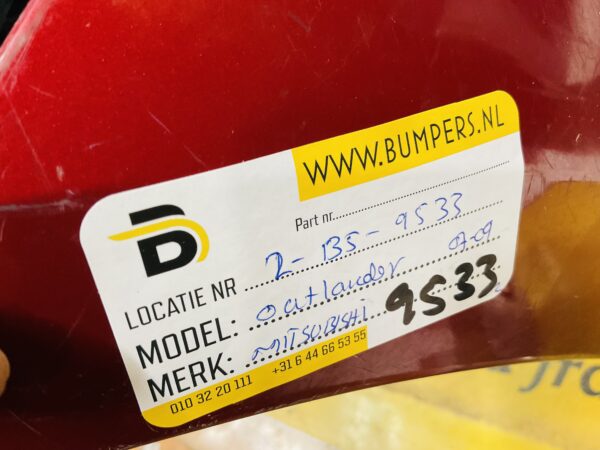 WWW.BUMPERS.NL
Part nr.
LOCATIE NR 2-B5-9533
MODEL: outlander 07-09
MERK: MITSUBISHI 9533
010 32 20 111 +31 6 44 66 53 55